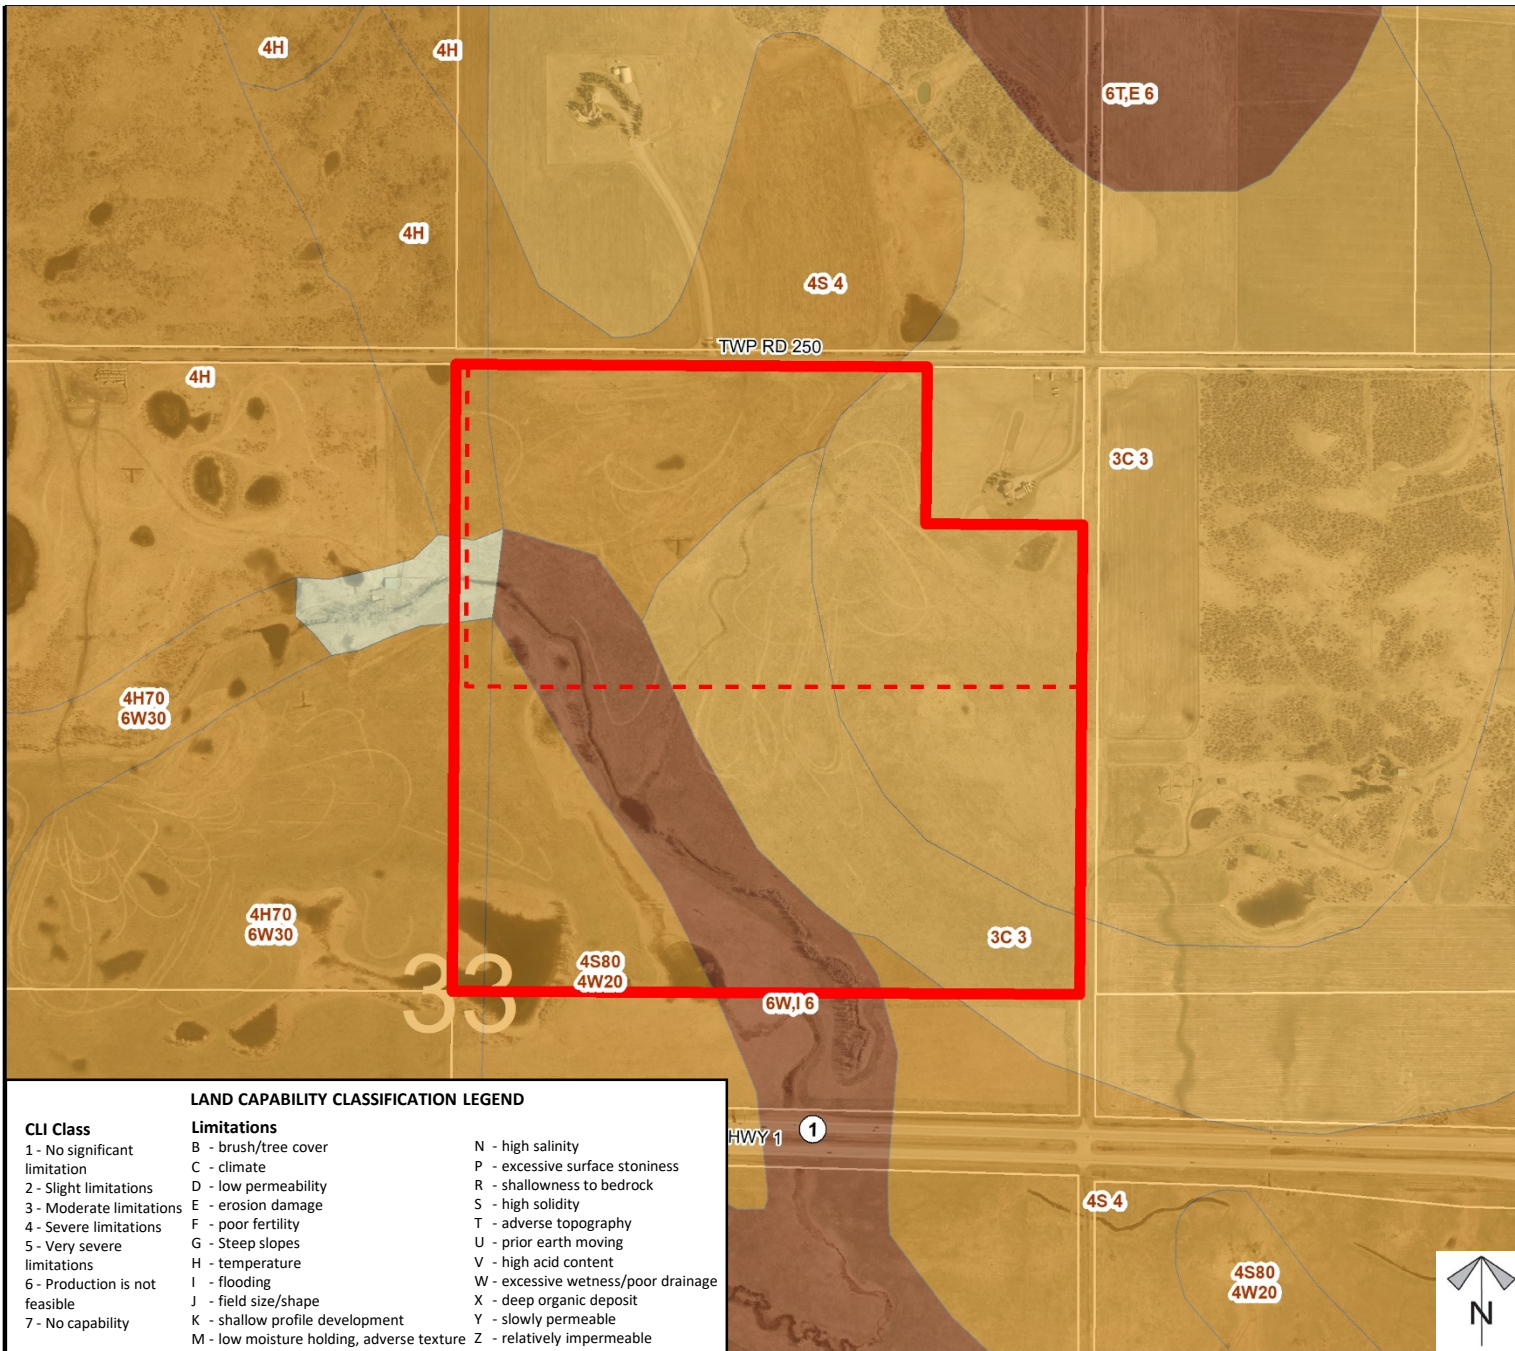 4H
4H
6T,E 6
4H
4S 4
TWP RD 250
4H
3C 3
4H70
6W30
4H70
6W30
33
4S80
4W20
3C 3
6W,I 6
HWY 1
1
4S 4
4S80
4W20
N
LAND CAPABILITY CLASSIFICATION LEGEND
CLI Class
1 - No significant
limitation
2 - Slight limitations
3 - Moderate limitations
4 - Severe limitations
5 - Very severe
limitations
6 - Production is not
feasible
7 - No capability
Limitations
B - brush/tree cover
C - climate
D - low permeability
E - erosion damage
F - poor fertility
G - Steep slopes
H - temperature
I - flooding
J - field size/shape
K - shallow profile development
M - low moisture holding, adverse texture
N - high salinity
P - excessive surface stoniness
R - shallowness to bedrock
S - high solidity
T - adverse topography
U - prior earth moving
V - high acid content
W - excessive wetness/poor drainage
X - deep organic deposit
Y - slowly permeable
Z - relatively impermeable